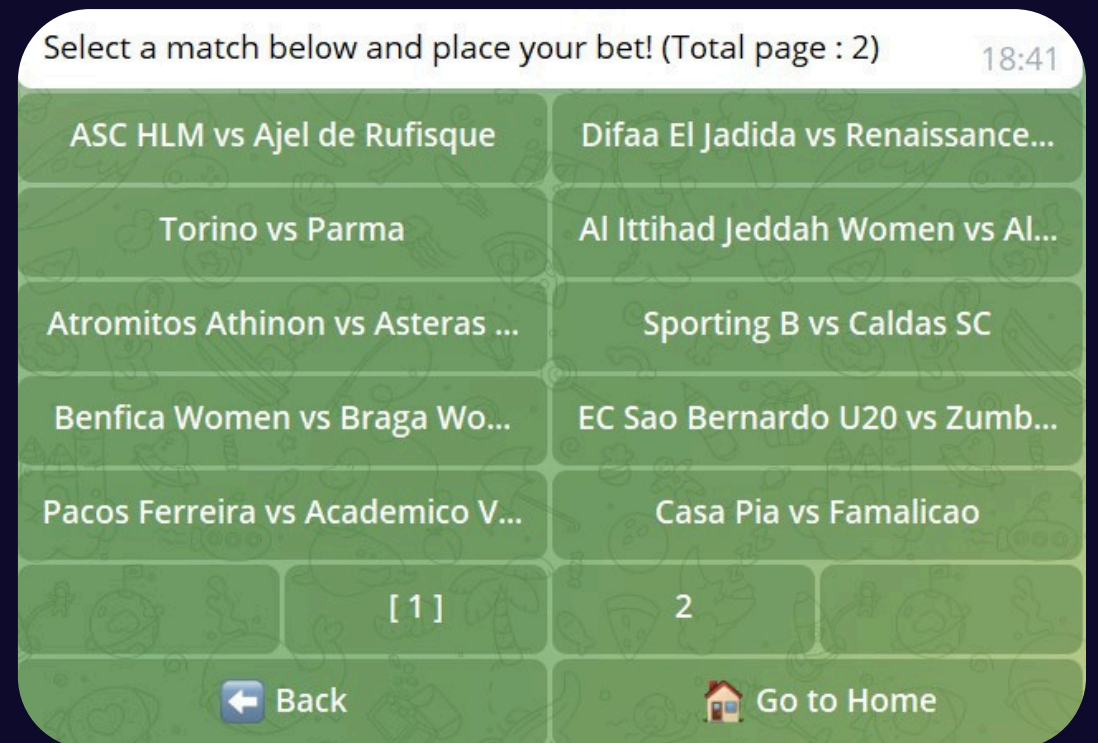 Select a match below and place your bet! (Total page : 2)
18:41
ASC HLM vs Ajel de Rufisque
Difaa El Jadida vs Renaissance...
Torino vs Parma
Al Ittihad Jeddah Women vs Al...
Atromitos Athinon vs Asteras ...
Sporting B vs Caldas SC
Benfica Women vs Braga Wo...
EC Sao Bernardo U20 vs Zumb...
Pacos Ferreira vs Academico V...
Casa Pia vs Famalicao
[ 1 ]
2
Back
Go to Home